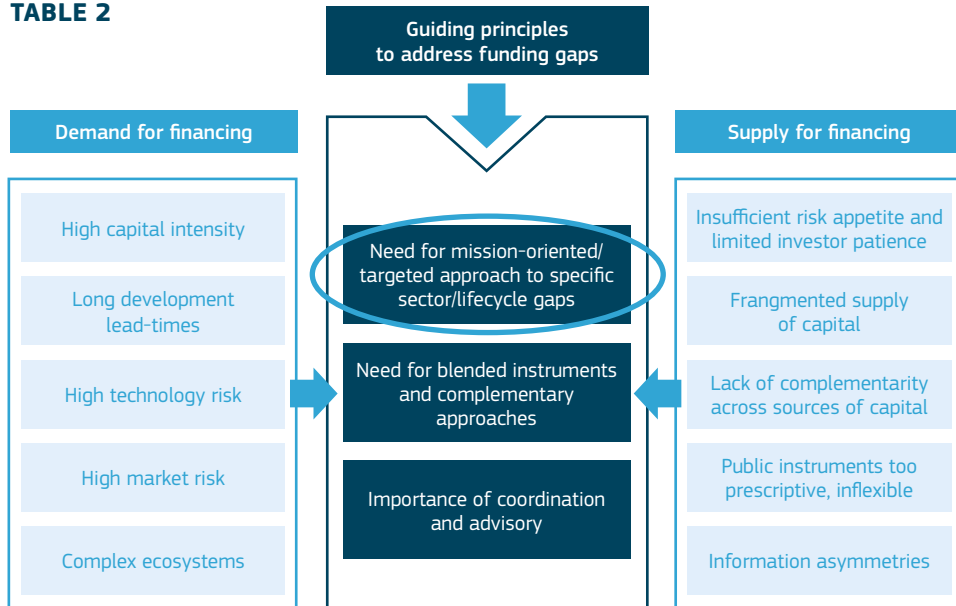 TABLE 2
Guiding principles
to address funding gaps
Demand for financing
High capital intensity
Long development
lead-times
High technology risk
High market risk
Complex ecosystems
Need for mission-oriented/
targeted approach to specific
sector/lifecycle gaps
Need for blended instruments
and complementary
approaches
Importance of coordination
and advisory
Supply for financing
Insufficient risk appetite and
limited investor patience
Frangmented supply
of capital
Lack of complementarity
across sources of capital
Public instruments too
prescriptive, inflexible
Information asymmetries